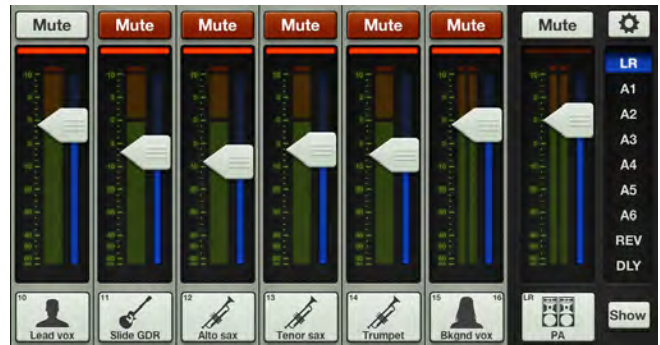 Mute Mute Mute Mute Mute Mute Mute
LR
A1
A2
A3
A4
A5
A6
REV
DLY
10 11 12 13 14 15 16 LR
Lead vox Slide GDR Alto sax Tenor sax Trumpet Bkgnd vox PA
Show